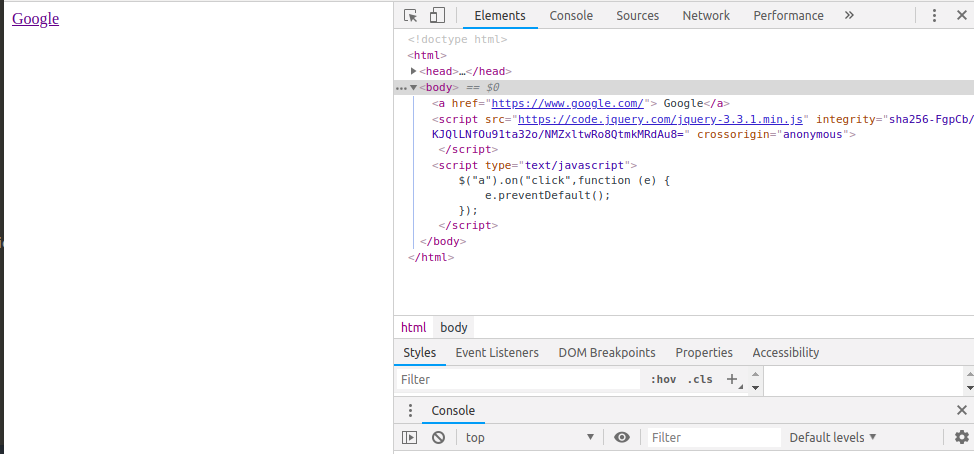 Google
Elements Console Sources Network Performance »
<!doctype html>
<html>
<head>…</head>
<body> == $0
<a href="https://www.google.com/"> Google</a>
<script src="https://code.jquery.com/jquery-3.3.1.min.js" integrity="sha256-FgpCb/
KJQlLNfOu91ta32o/NMZxltwRo8QtmkMRdAu8=" crossorigin="anonymous">
</script>
<script type="text/javascript">
$("a").on("click",function (e) {
e.preventDefault();
});
</script>
</body>
</html>
html body
Styles Event Listeners DOM Breakpoints Properties Accessibility
Filter :hov .cls +
Console
top Filter Default levels